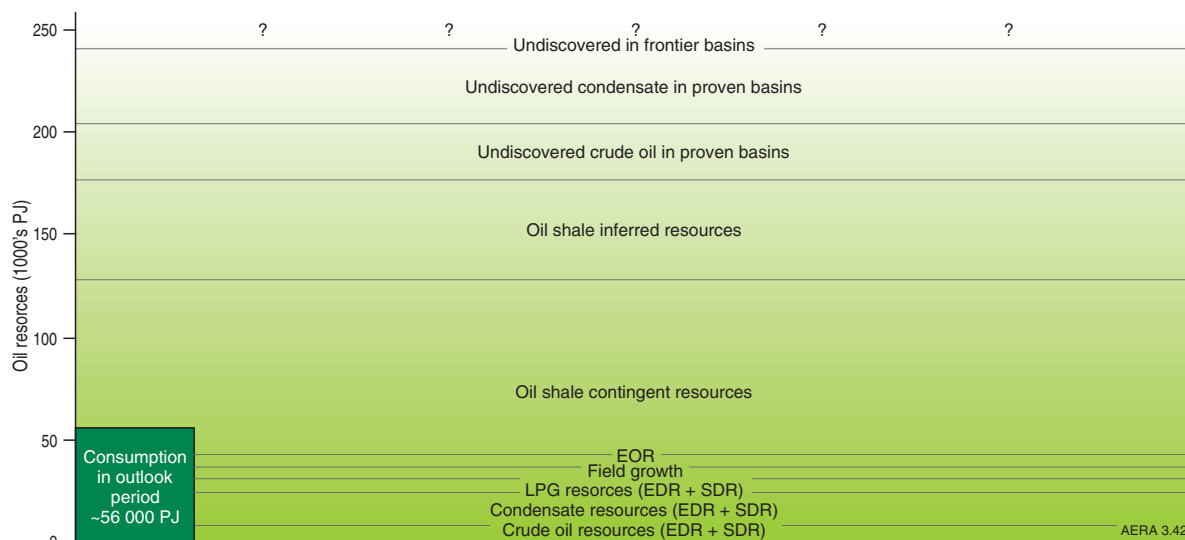 250
? ? ? ? ?
Undiscovered in frontier basins
Undiscovered condensate in proven basins
200
Undiscovered crude oil in proven basins
Oil resorces (1000's PJ)
150
Oil shale inferred resources
100
Oil shale contingent resources
50
Consumption
in outlook
period
~56 000 PJ
EOR
Field growth
LPG resorces (EDR + SDR)
Condensate resources (EDR + SDR)
Crude oil resources (EDR + SDR)
0
AERA 3.42